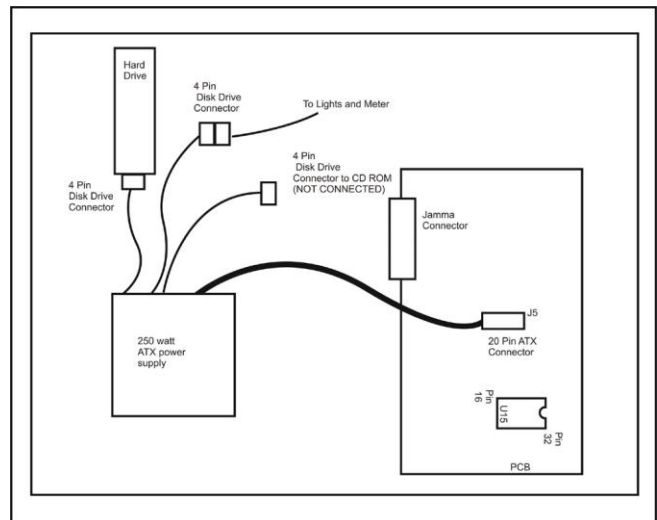 Hard
Drive
4 Pin
Disk Drive
Connector
To Lights and Meter
4 Pin
Disk Drive
Connector to CD ROM
(NOT CONNECTED)
4 Pin
Disk Drive
Connector
Jamma
Connector
J5
20 Pin ATX
Connector
250 watt
ATX power
supply
Pin
16
U15
Pin
32
PCB